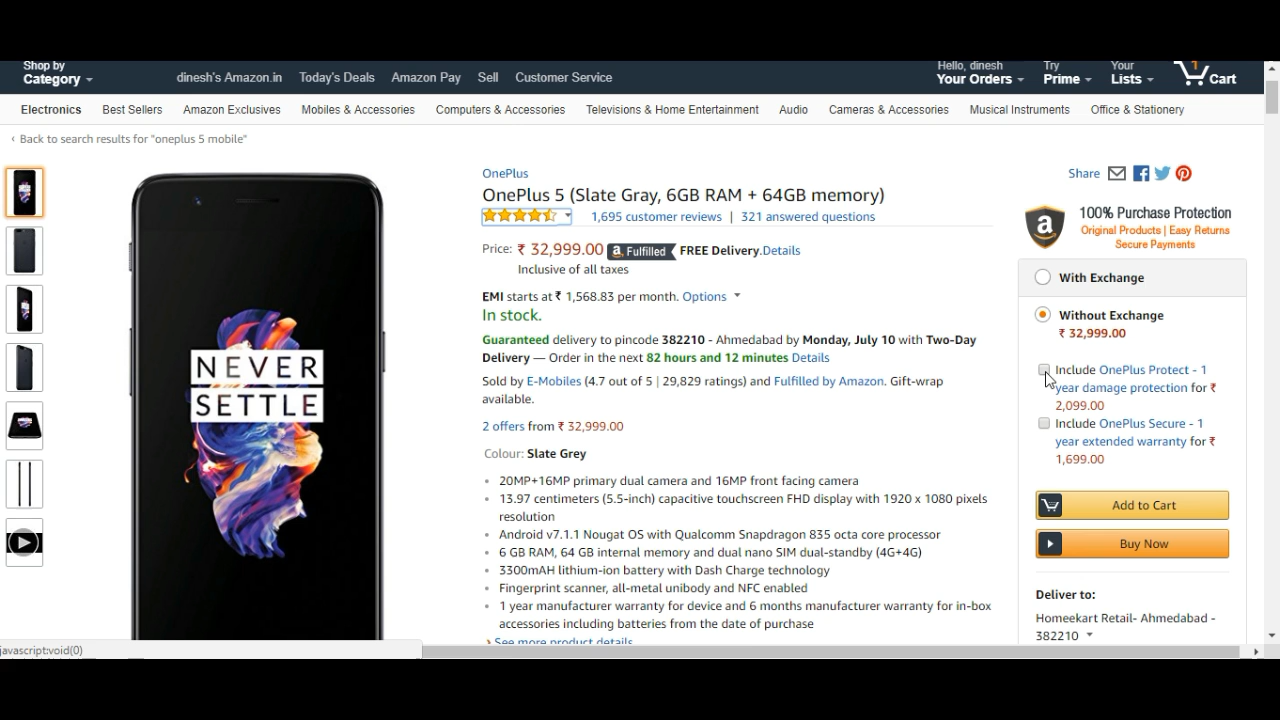 Shop by
Category
dinesh's Amazon.in Today's Deals Amazon Pay Sell Customer Service
Hello, dinesh
Your Orders
Try
Prime
Your
Lists
1
Cart
Electronics Best Sellers Amazon Exclusives Mobiles & Accessories Computers & Accessories Televisions & Home Entertainment Audio Cameras & Accessories Musical Instruments Office & Stationery
‹ Back to search results for "oneplus 5 mobile"
NEVER
SETTLE
OnePlus
OnePlus 5 (Slate Gray, 6GB RAM + 64GB memory)
1,695 customer reviews | 321 answered questions
Price: ₹ 32,999.00 a Fulfilled FREE Delivery.Details
Inclusive of all taxes
EMI starts at ₹ 1,568.83 per month. Options
In stock.
Guaranteed delivery to pincode 382210 - Ahmedabad by Monday, July 10 with Two-Day
Delivery — Order in the next 82 hours and 12 minutes Details
Sold by E-Mobiles (4.7 out of 5 | 29,829 ratings) and Fulfilled by Amazon. Gift-wrap
available.
2 offers from ₹ 32,999.00
Colour: Slate Grey
• 20MP+16MP primary dual camera and 16MP front facing camera
• 13.97 centimeters (5.5-inch) capacitive touchscreen FHD display with 1920 x 1080 pixels
resolution
• Android v7.1.1 Nougat OS with Qualcomm Snapdragon 835 octa core processor
• 6 GB RAM, 64 GB internal memory and dual nano SIM dual-standby (4G+4G)
• 3300mAH lithium-ion battery with Dash Charge technology
• Fingerprint scanner, all-metal unibody and NFC enabled
• 1 year manufacturer warranty for device and 6 months manufacturer warranty for in-box
accessories including batteries from the date of purchase
› See more product details
Share
a
100% Purchase Protection
Original Products | Easy Returns
Secure Payments
With Exchange
Without Exchange
₹ 32,999.00
Include OnePlus Protect - 1
year damage protection for ₹
2,099.00
Include OnePlus Secure - 1
year extended warranty for ₹
1,699.00
Add to Cart
Buy Now
Deliver to:
Homeekart Retail- Ahmedabad -
382210
javascript:void(0)